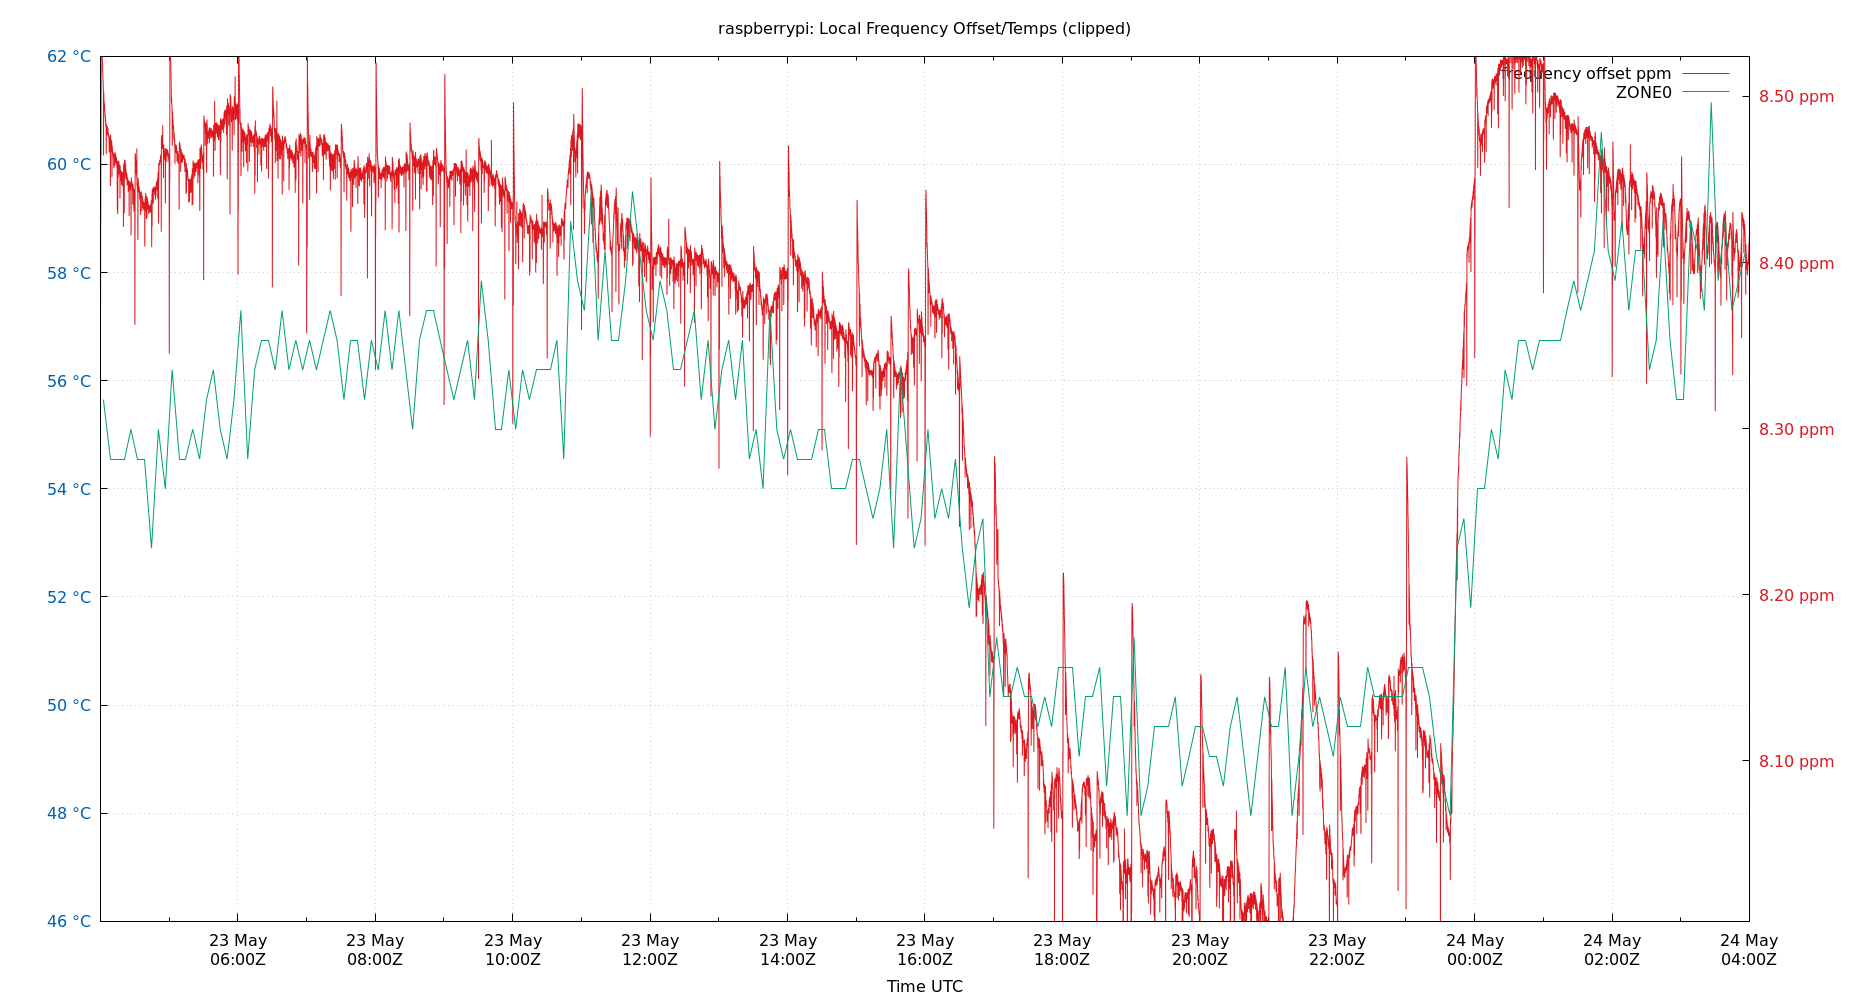 raspberrypi: Local Frequency Offset/Temps (clipped)
62 °C
60 °C
58 °C
56 °C
54 °C
52 °C
50 °C
48 °C
46 °C
frequency offset ppm
ZONE0
8.50 ppm
8.40 ppm
8.30 ppm
8.20 ppm
8.10 ppm
23 May
06:00Z
23 May
08:00Z
23 May
10:00Z
23 May
12:00Z
23 May
14:00Z
23 May
16:00Z
23 May
18:00Z
23 May
20:00Z
23 May
22:00Z
24 May
00:00Z
24 May
02:00Z
24 May
04:00Z
Time UTC